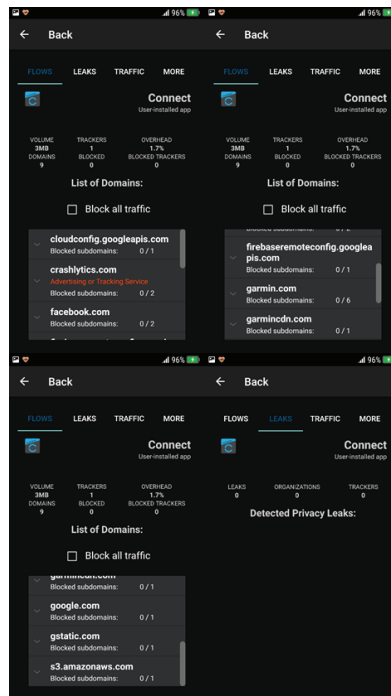 96%
Back
FLOWS LEAKS TRAFFIC MORE
Connect
User-installed app
VOLUME TRACKERS OVERHEAD
3MB 1 1.7%
DOMAINS BLOCKED BLOCKED TRACKERS
9 0 0
List of Domains:
Block all traffic
cloudconfig.googleapis.com
Blocked subdomains: 0 / 1
crashlytics.com
Advertising or Tracking Service
Blocked subdomains: 0 / 2
facebook.com
Blocked subdomains: 0 / 2
96%
Back
FLOWS LEAKS TRAFFIC MORE
Connect
User-installed app
VOLUME TRACKERS OVERHEAD
3MB 1 1.7%
DOMAINS BLOCKED BLOCKED TRACKERS
9 0 0
List of Domains:
Block all traffic
firebaseremoteconfig.googlea
pis.com
Blocked subdomains: 0 / 1
garmin.com
Blocked subdomains: 0 / 6
garmincdn.com
Blocked subdomains: 0 / 1
96%
Back
FLOWS LEAKS TRAFFIC MORE
Connect
User-installed app
VOLUME TRACKERS OVERHEAD
3MB 1 1.7%
DOMAINS BLOCKED BLOCKED TRACKERS
9 0 0
List of Domains:
Block all traffic
garmincdn.com
Blocked subdomains: 0 / 1
google.com
Blocked subdomains: 0 / 1
gstatic.com
Blocked subdomains: 0 / 1
s3.amazonaws.com
Blocked subdomains: 0 / 1
96%
Back
FLOWS LEAKS TRAFFIC MORE
Connect
User-installed app
LEAKS ORGANIZATIONS TRACKERS
0 0 0
Detected Privacy Leaks: